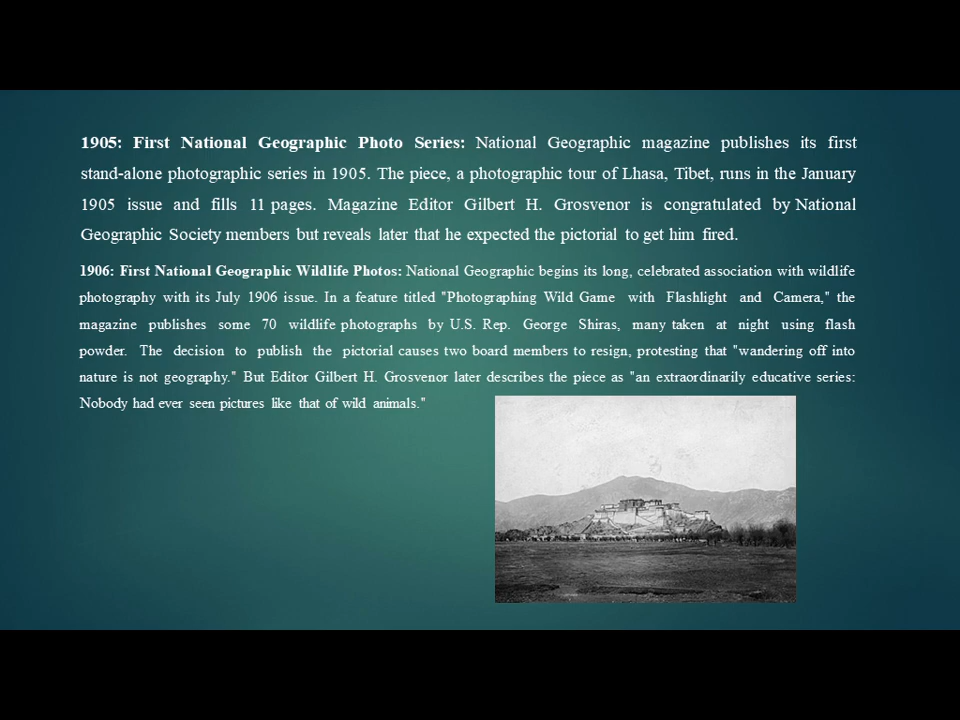 1905: First National Geographic Photo Series: National Geographic magazine publishes its first
stand-alone photographic series in 1905. The piece, a photographic tour of Lhasa, Tibet, runs in the January
1905 issue and fills 11 pages. Magazine Editor Gilbert H. Grosvenor is congratulated by National
Geographic Society members but reveals later that he expected the pictorial to get him fired.
1906: First National Geographic Wildlife Photos: National Geographic begins its long, celebrated association with wildlife
photography with its July 1906 issue. In a feature titled "Photographing Wild Game with Flashlight and Camera," the
magazine publishes some 70 wildlife photographs by U.S. Rep. George Shiras, many taken at night using flash
powder. The decision to publish the pictorial causes two board members to resign, protesting that "wandering off into
nature is not geography." But Editor Gilbert H. Grosvenor later describes the piece as "an extraordinarily educative series:
Nobody had ever seen pictures like that of wild animals."